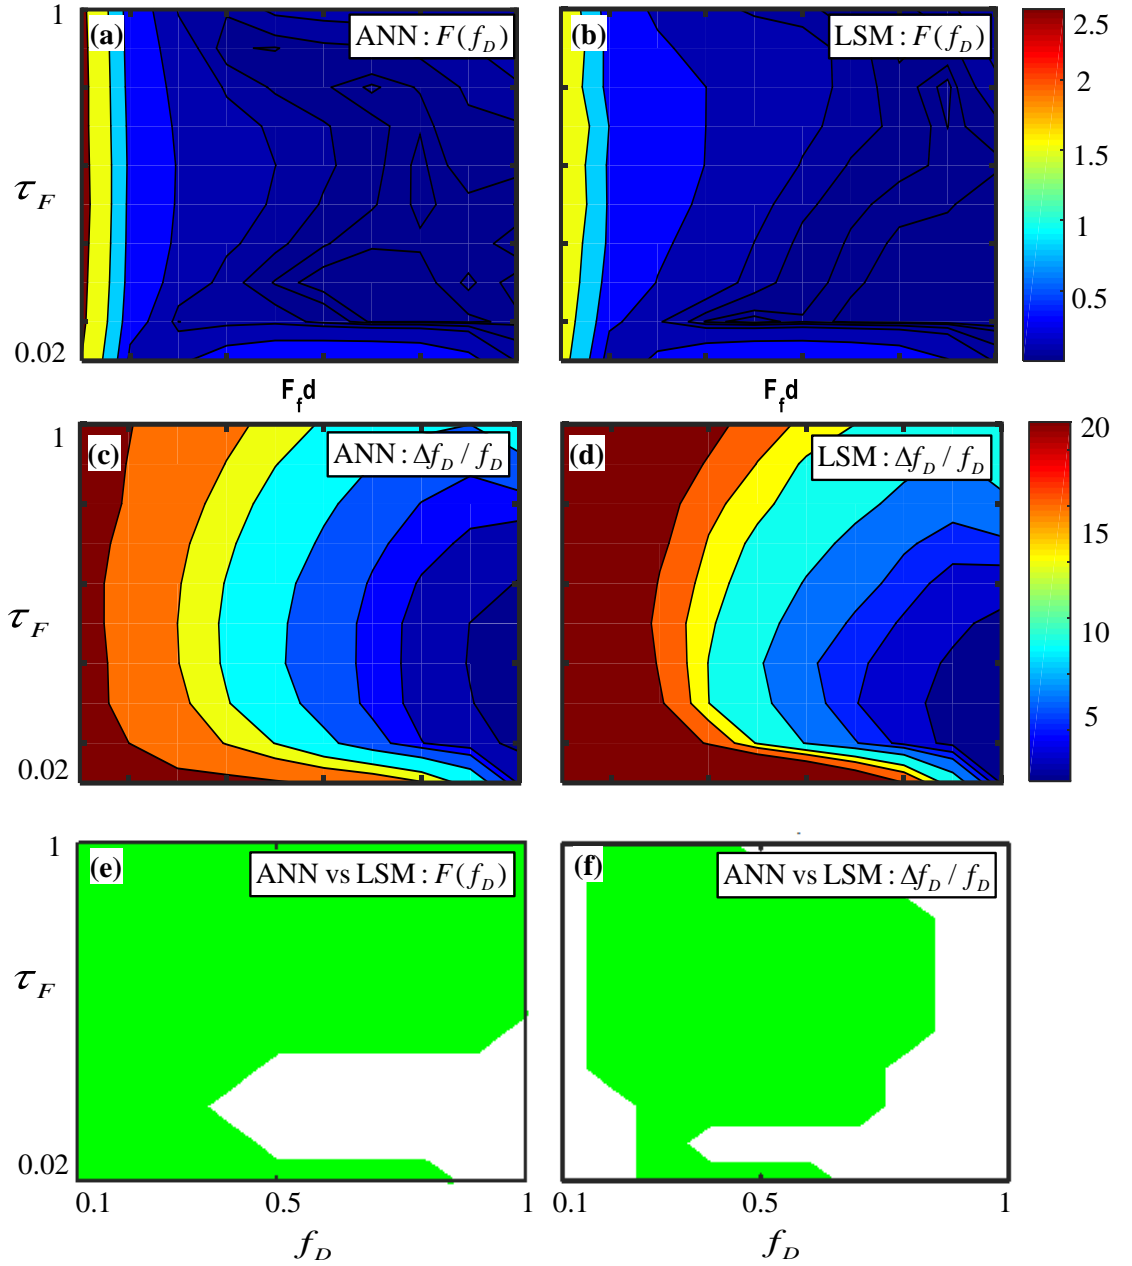 (a) ANN : F(f_D)
(b) LSM : F(f_D)
2.5
2
1.5
1
0.5
τ_F
0.02
F_fd
F_fd
1
(c) ANN : Δf_D / f_D
(d) LSM : Δf_D / f_D
20
15
10
5
τ_F
0.02
1
(e) ANN vs LSM : F(f_D)
(f) ANN vs LSM : Δf_D / f_D
τ_F
0.02
0.1 0.5 1
0.1 0.5 1
f_D
f_D
1